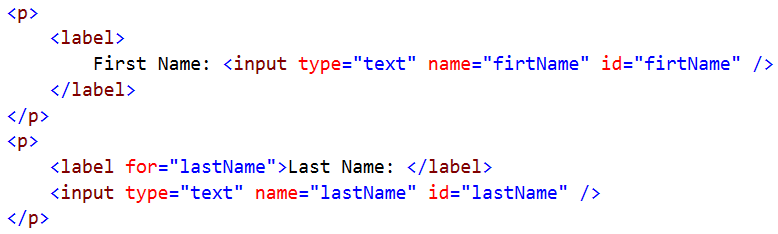 <p>
<label>
First Name: <input type="text" name="firtName" id="firtName" />
</label>
</p>
<p>
<label for="lastName">Last Name: </label>
<input type="text" name="lastName" id="lastName" />
</p>